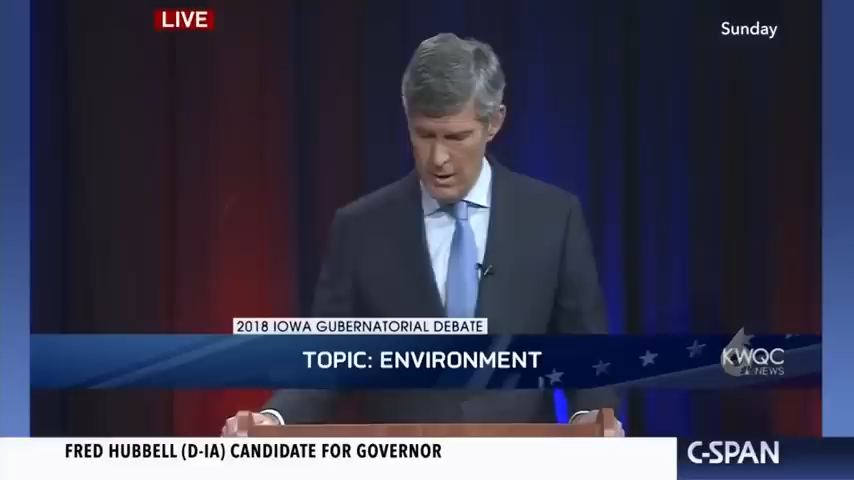 LIVE
Sunday
2018 IOWA GUBERNATORIAL DEBATE
TOPIC: ENVIRONMENT
KWQC
NEWS
FRED HUBBELL (D-IA) CANDIDATE FOR GOVERNOR
C-SPAN